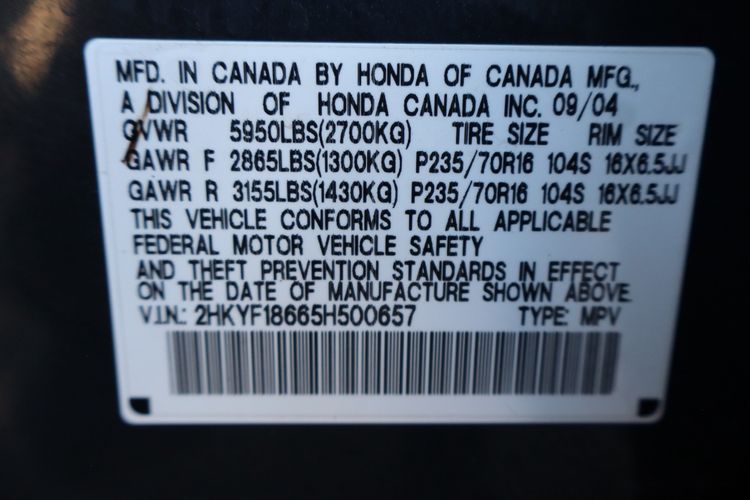 MFD. IN CANADA BY HONDA OF CANADA MFG.,
A DIVISION OF HONDA CANADA INC. 09/04
GVWR 5950LBS(2700KG) TIRE SIZE RIM SIZE
GAWR F 2865LBS(1300KG) P235/70R16 104S 16X6.5JJ
GAWR R 3155LBS(1430KG) P235/70R16 104S 16X6.5JJ
THIS VEHICLE CONFORMS TO ALL APPLICABLE
FEDERAL MOTOR VEHICLE SAFETY
AND THEFT PREVENTION STANDARDS IN EFFECT
ON THE DATE OF MANUFACTURE SHOWN ABOVE.
V.I.N.: 2HKYF18665H500657 TYPE: MPV